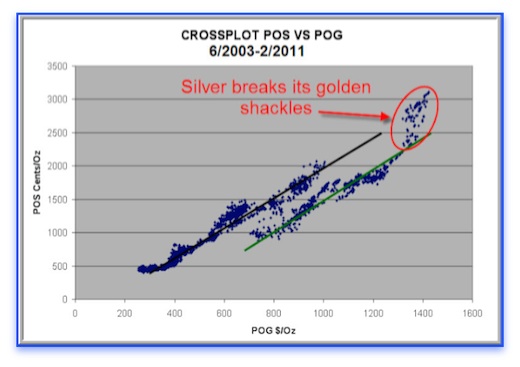 CROSSPLOT POS VS POG
6/2003-2/2011
Silver breaks its golden
shackles
POS Cents/Oz
3500
3000
2500
2000
1500
1000
500
0
0 200 400 600 800 1000 1200 1400 1600
POG $/Oz